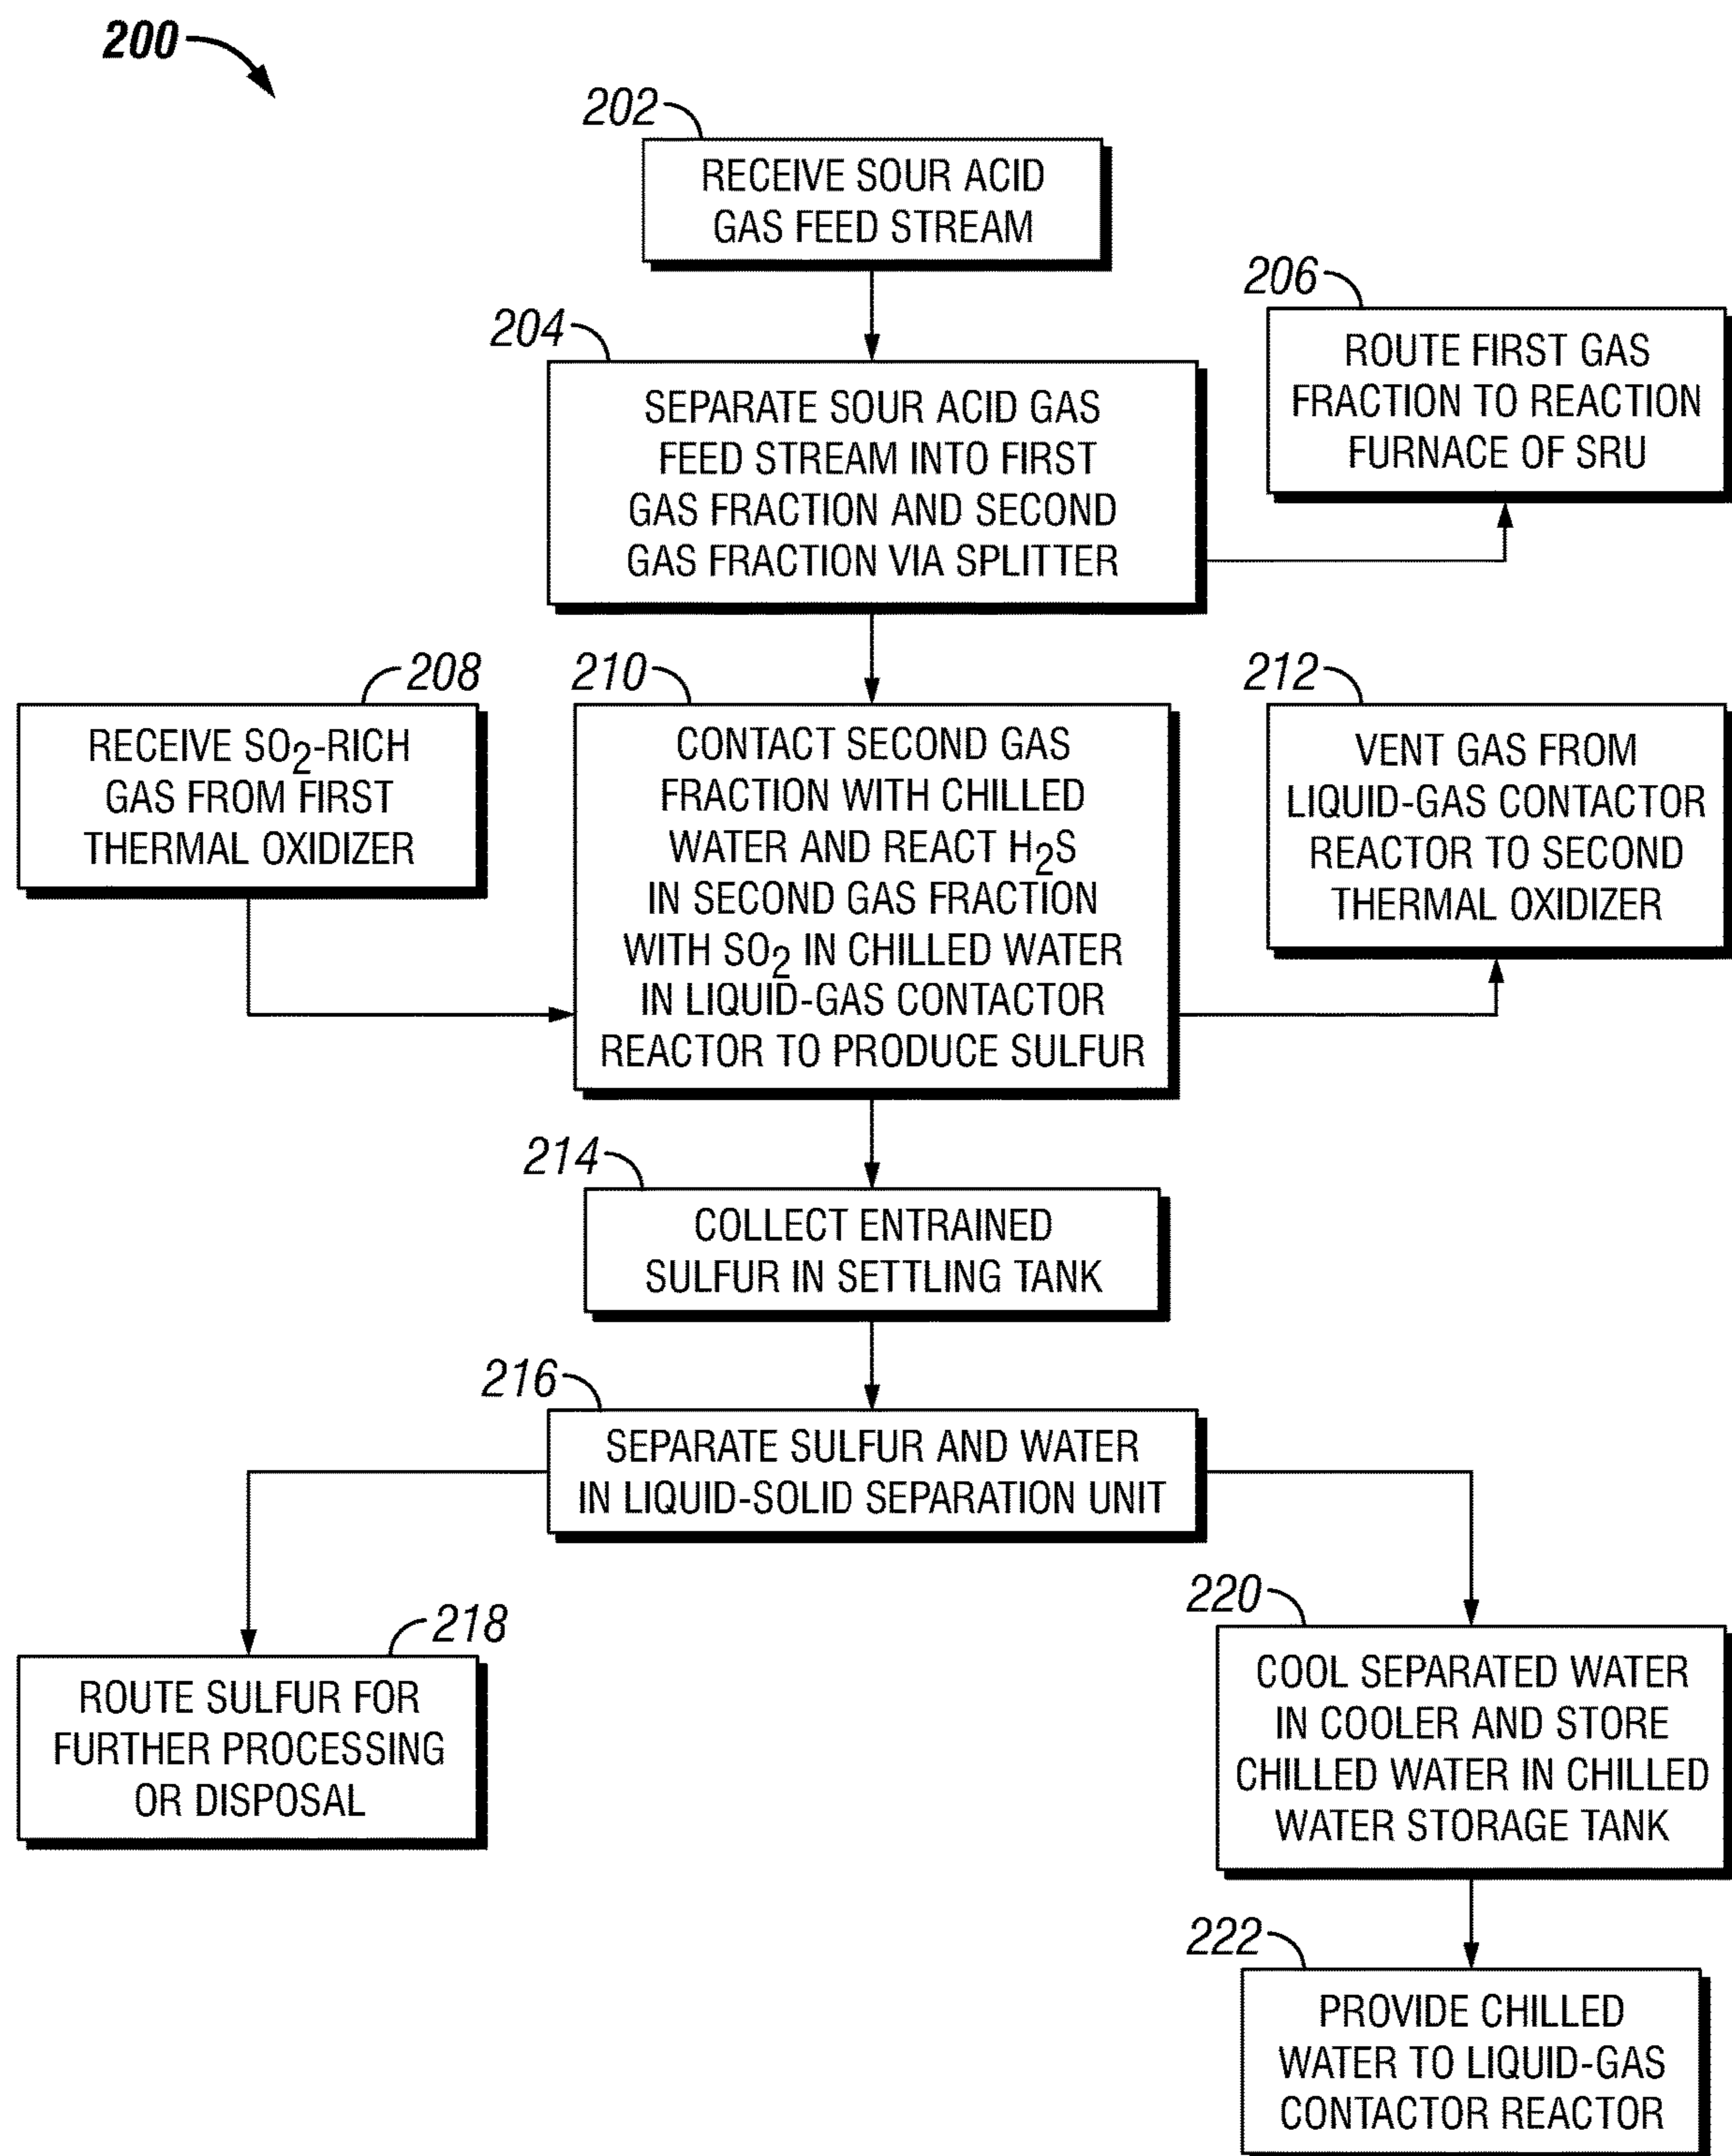 200
202
RECEIVE SOUR ACID
GAS FEED STREAM
204
SEPARATE SOUR ACID GAS
FEED STREAM INTO FIRST
GAS FRACTION AND SECOND
GAS FRACTION VIA SPLITTER
206
ROUTE FIRST GAS
FRACTION TO REACTION
FURNACE OF SRU
208
RECEIVE SO2-RICH
GAS FROM FIRST
THERMAL OXIDIZER
210
CONTACT SECOND GAS
FRACTION WITH CHILLED
WATER AND REACT H2S
IN SECOND GAS FRACTION
WITH SO2 IN CHILLED WATER
IN LIQUID-GAS CONTACTOR
REACTOR TO PRODUCE SULFUR
212
VENT GAS FROM
LIQUID-GAS CONTACTOR
REACTOR TO SECOND
THERMAL OXIDIZER
214
COLLECT ENTRAINED
SULFUR IN SETTLING TANK
216
SEPARATE SULFUR AND WATER
IN LIQUID-SOLID SEPARATION UNIT
218
ROUTE SULFUR FOR
FURTHER PROCESSING
OR DISPOSAL
220
COOL SEPARATED WATER
IN COOLER AND STORE
CHILLED WATER IN CHILLED
WATER STORAGE TANK
222
PROVIDE CHILLED
WATER TO LIQUID-GAS
CONTACTOR REACTOR